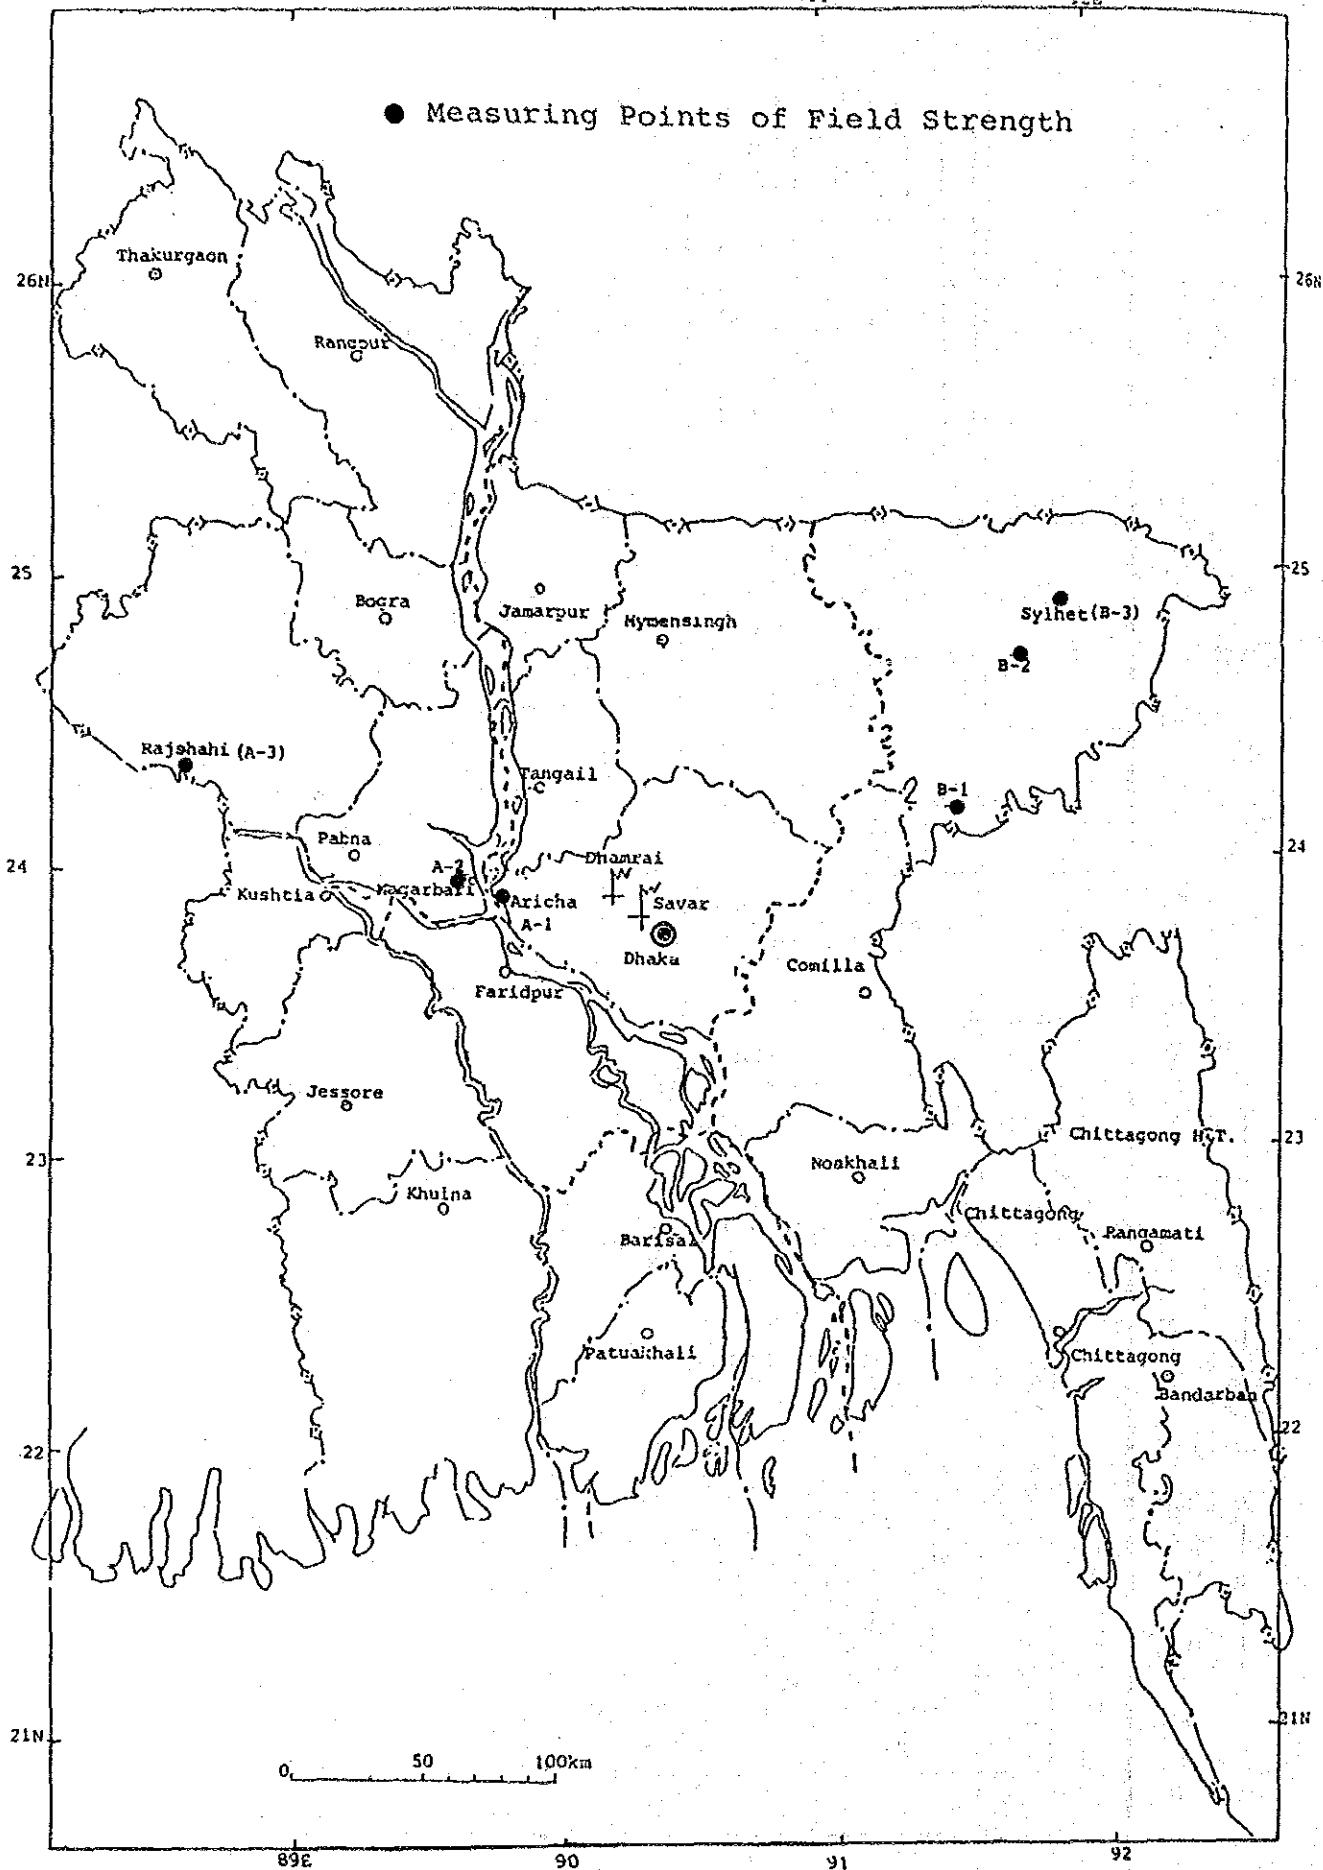 ● Measuring Points of Field Strength
Thakurgaon
26N
26N
Rangpur
25
25
Bogra
Jamarpur
Mymensingh
Sylhet(B-3)
B-2
Rajshahi (A-3)
Tangail
B-1
Pabna
24
24
A-2
Dhamrai
Kushtia
Nagarbari
Aricha
Savar
A-1
Dhaka
Comilla
Faridpur
Jessore
Chittagong H.T.
23
23
Noakhali
Khulna
Chittagong
Barisal
Rangamati
Patuakhali
Chittagong
Bandarban
22
22
21N
21N
0 50 100km
89E 90 91 92